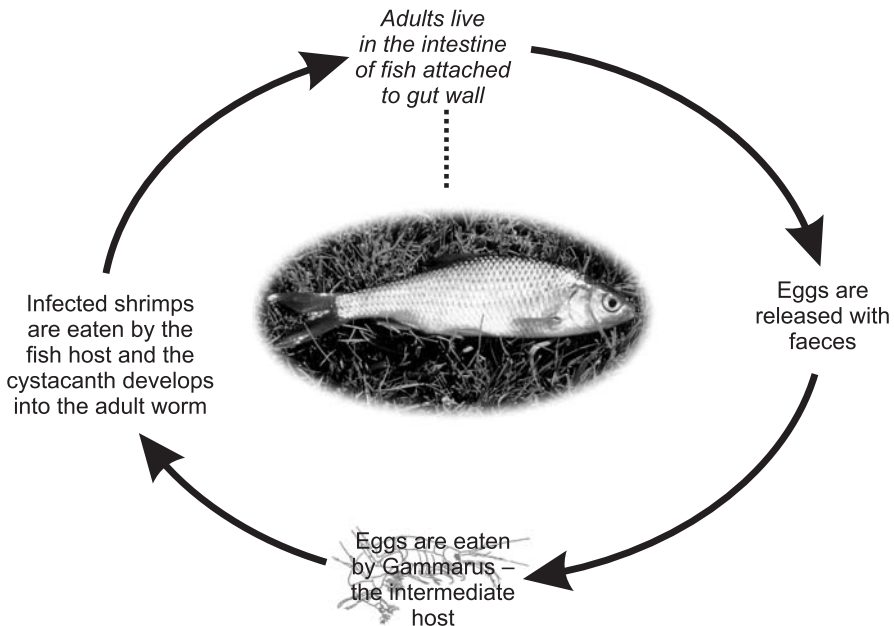 Adults live
in the intestine
of fish attached
to gut wall
Eggs are
released with
faeces
Eggs are eaten
by Gammarus –
the intermediate
host
Infected shrimps
are eaten by the
fish host and the
cystacanth develops
into the adult worm